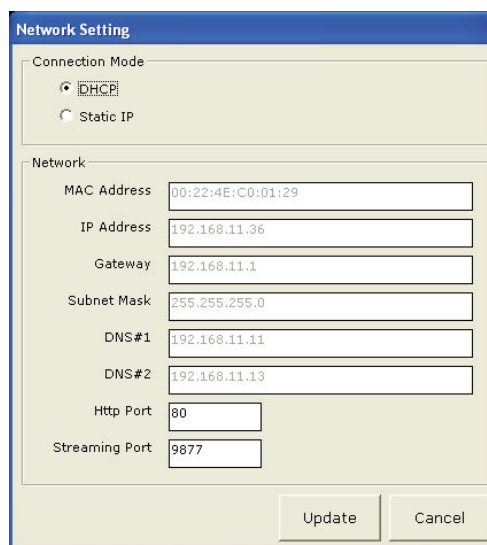 Network Setting
Connection Mode
DHCP
Static IP
Network
MAC Address 00:22:4E:C0:01:29
IP Address 192.168.11.36
Gateway 192.168.11.1
Subnet Mask 255.255.255.0
DNS#1 192.168.11.11
DNS#2 192.168.11.13
Http Port 80
Streaming Port 9877
Update Cancel